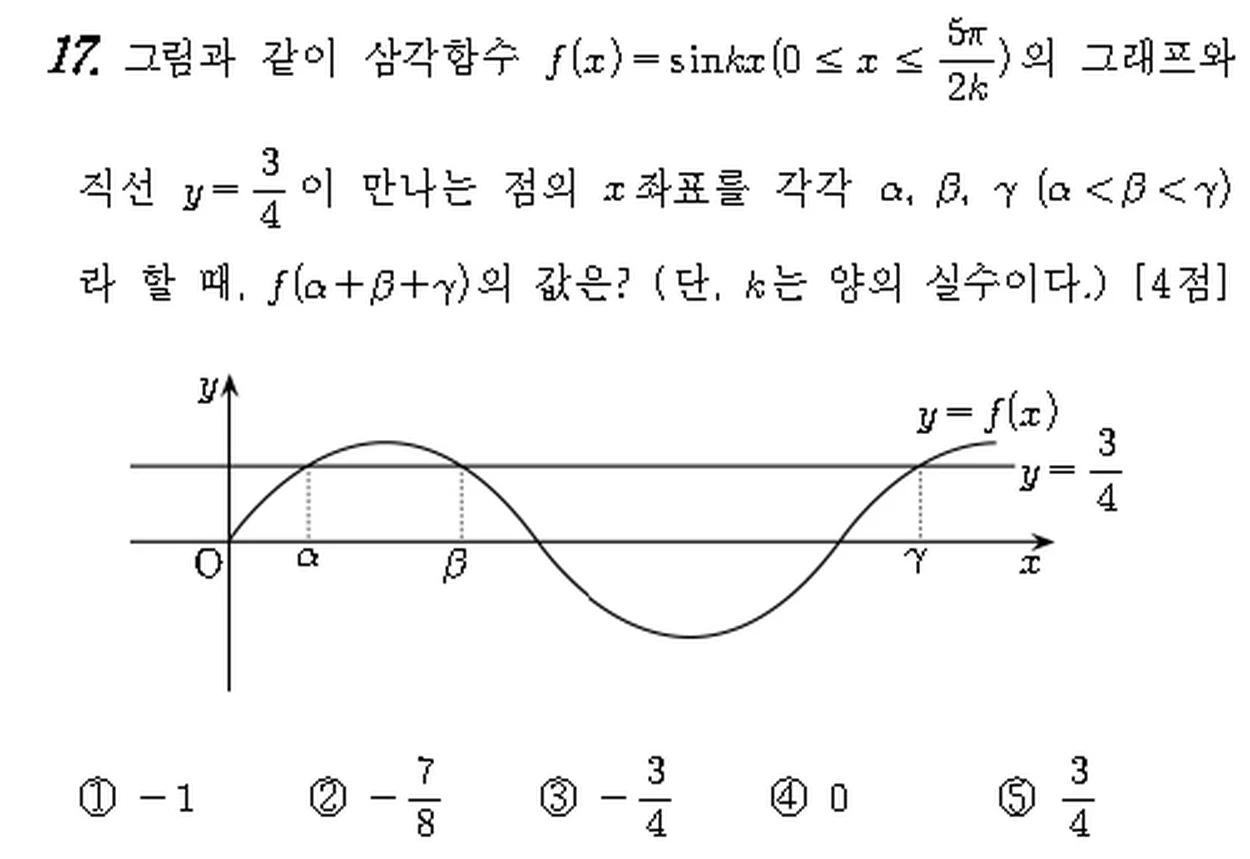 17. 그림과 같이 삼각함수 f(x)=sinkx(0 ≤ x ≤ 5π/2k)의 그래프와
직선 y=3/4이 만나는 점의 x좌표를 각각 α, β, γ (α<β<γ)
라 할 때, f(α+β+γ)의 값은? (단, k는 양의 실수이다.) [4점]
y
y=f(x)
y=3/4
O α β γ x
① -1 ② -7/8 ③ -3/4 ④ 0 ⑤ 3/4